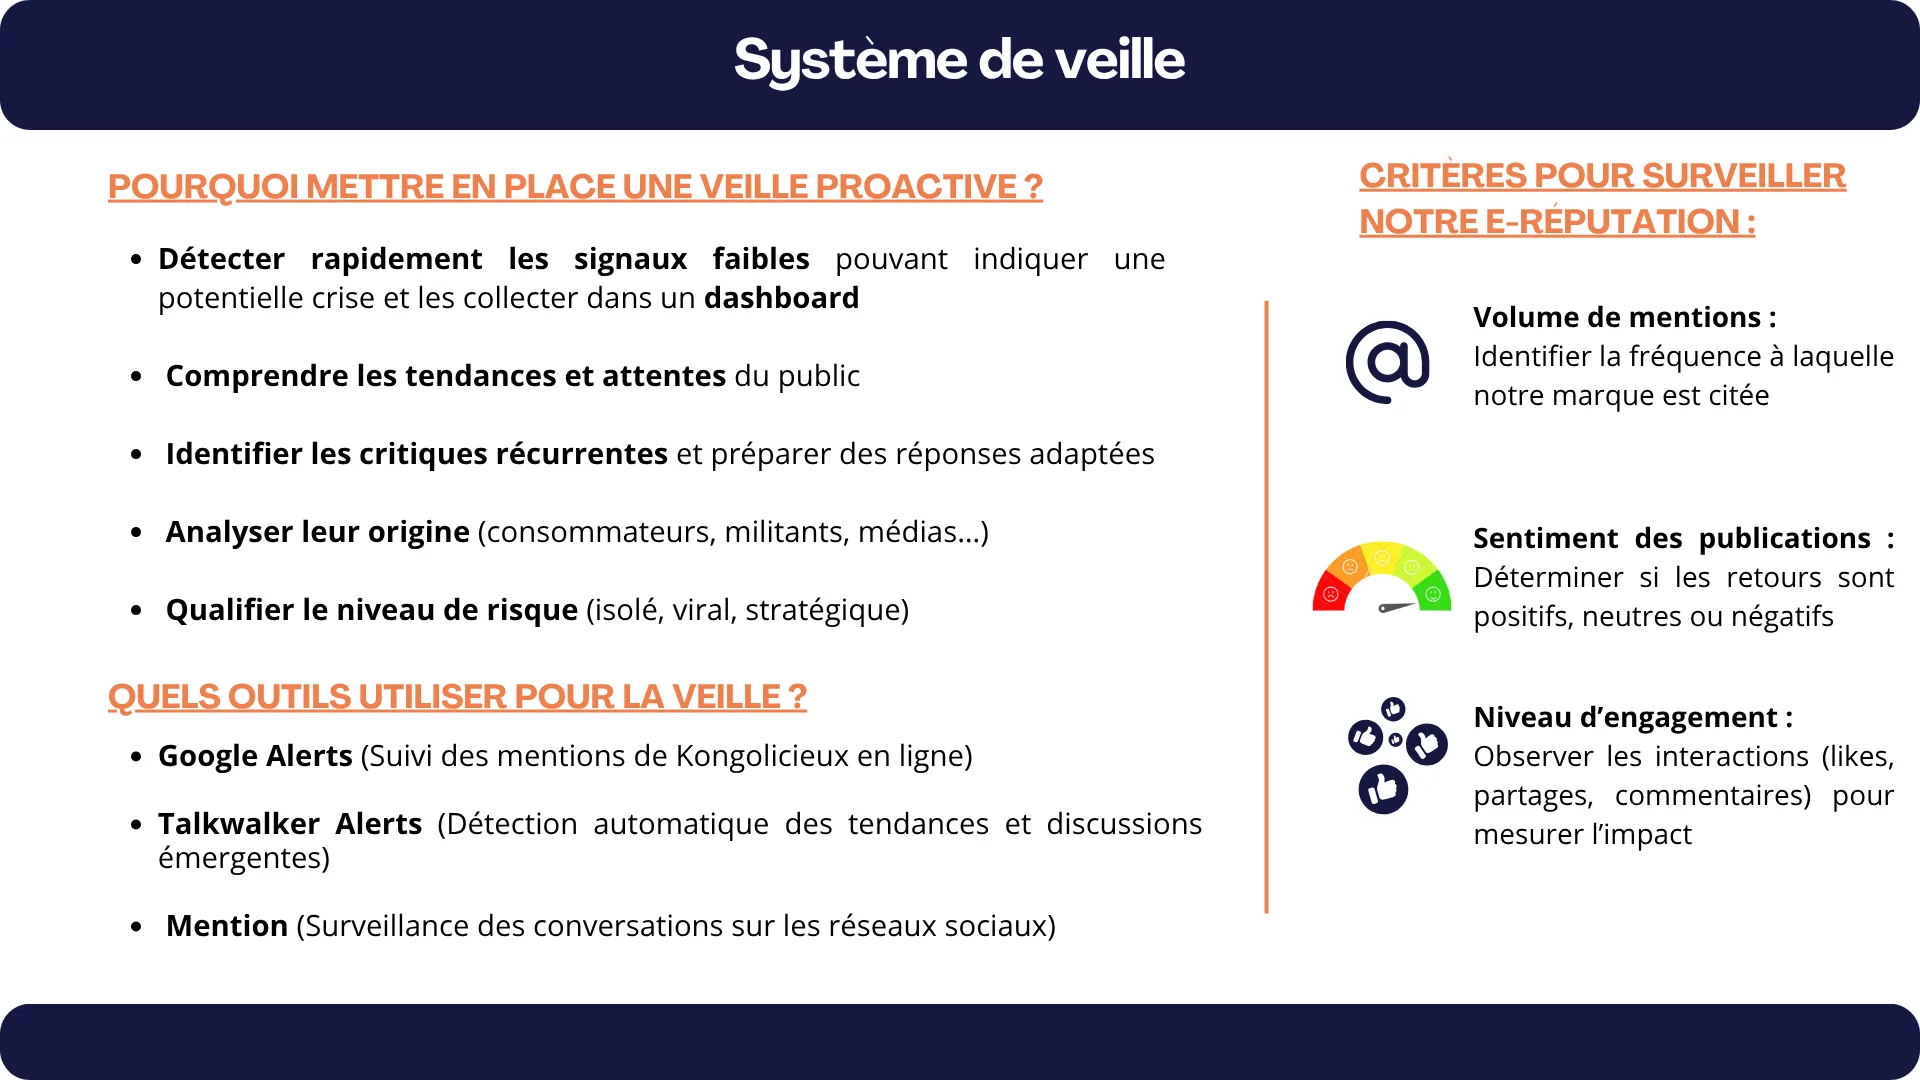 Système de veille
POURQUOI METTRE EN PLACE UNE VEILLE PROACTIVE ?
• Détecter rapidement les signaux faibles pouvant indiquer une
potentielle crise et les collecter dans un dashboard
• Comprendre les tendances et attentes du public
• Identifier les critiques récurrentes et préparer des réponses adaptées
• Analyser leur origine (consommateurs, militants, médias...)
• Qualifier le niveau de risque (isolé, viral, stratégique)
QUELS OUTILS UTILISER POUR LA VEILLE ?
• Google Alerts (Suivi des mentions de Kongolicieux en ligne)
• Talkwalker Alerts (Détection automatique des tendances et discussions
émergentes)
• Mention (Surveillance des conversations sur les réseaux sociaux)
CRITÈRES POUR SURVEILLER
NOTRE E-RÉPUTATION :
Volume de mentions :
Identifier la fréquence à laquelle
notre marque est citée
Sentiment des publications :
Déterminer si les retours sont
positifs, neutres ou négatifs
Niveau d’engagement :
Observer les interactions (likes,
partages, commentaires) pour
mesurer l’impact